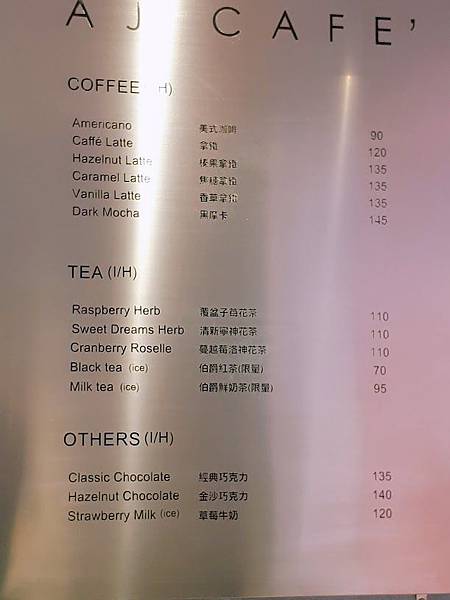 AJ CAFE'
COFFEE (I/H)
Americano 美式咖啡 90
Caffé Latte 拿鐵 120
Hazelnut Latte 榛果拿鐵 135
Caramel Latte 焦糖拿鐵 135
Vanilla Latte 香草拿鐵 135
Dark Mocha 黑摩卡 145
TEA (I/H)
Raspberry Herb 覆盆子莓花茶 110
Sweet Dreams Herb 清新寧神花茶 110
Cranberry Roselle 蔓越莓洛神花茶 110
Black tea (ice) 伯爵紅茶(限量) 70
Milk tea (ice) 伯爵鮮奶茶(限量) 95
OTHERS (I/H)
Classic Chocolate 經典巧克力 135
Hazelnut Chocolate 金沙巧克力 140
Strawberry Milk (ice) 草莓牛奶 120